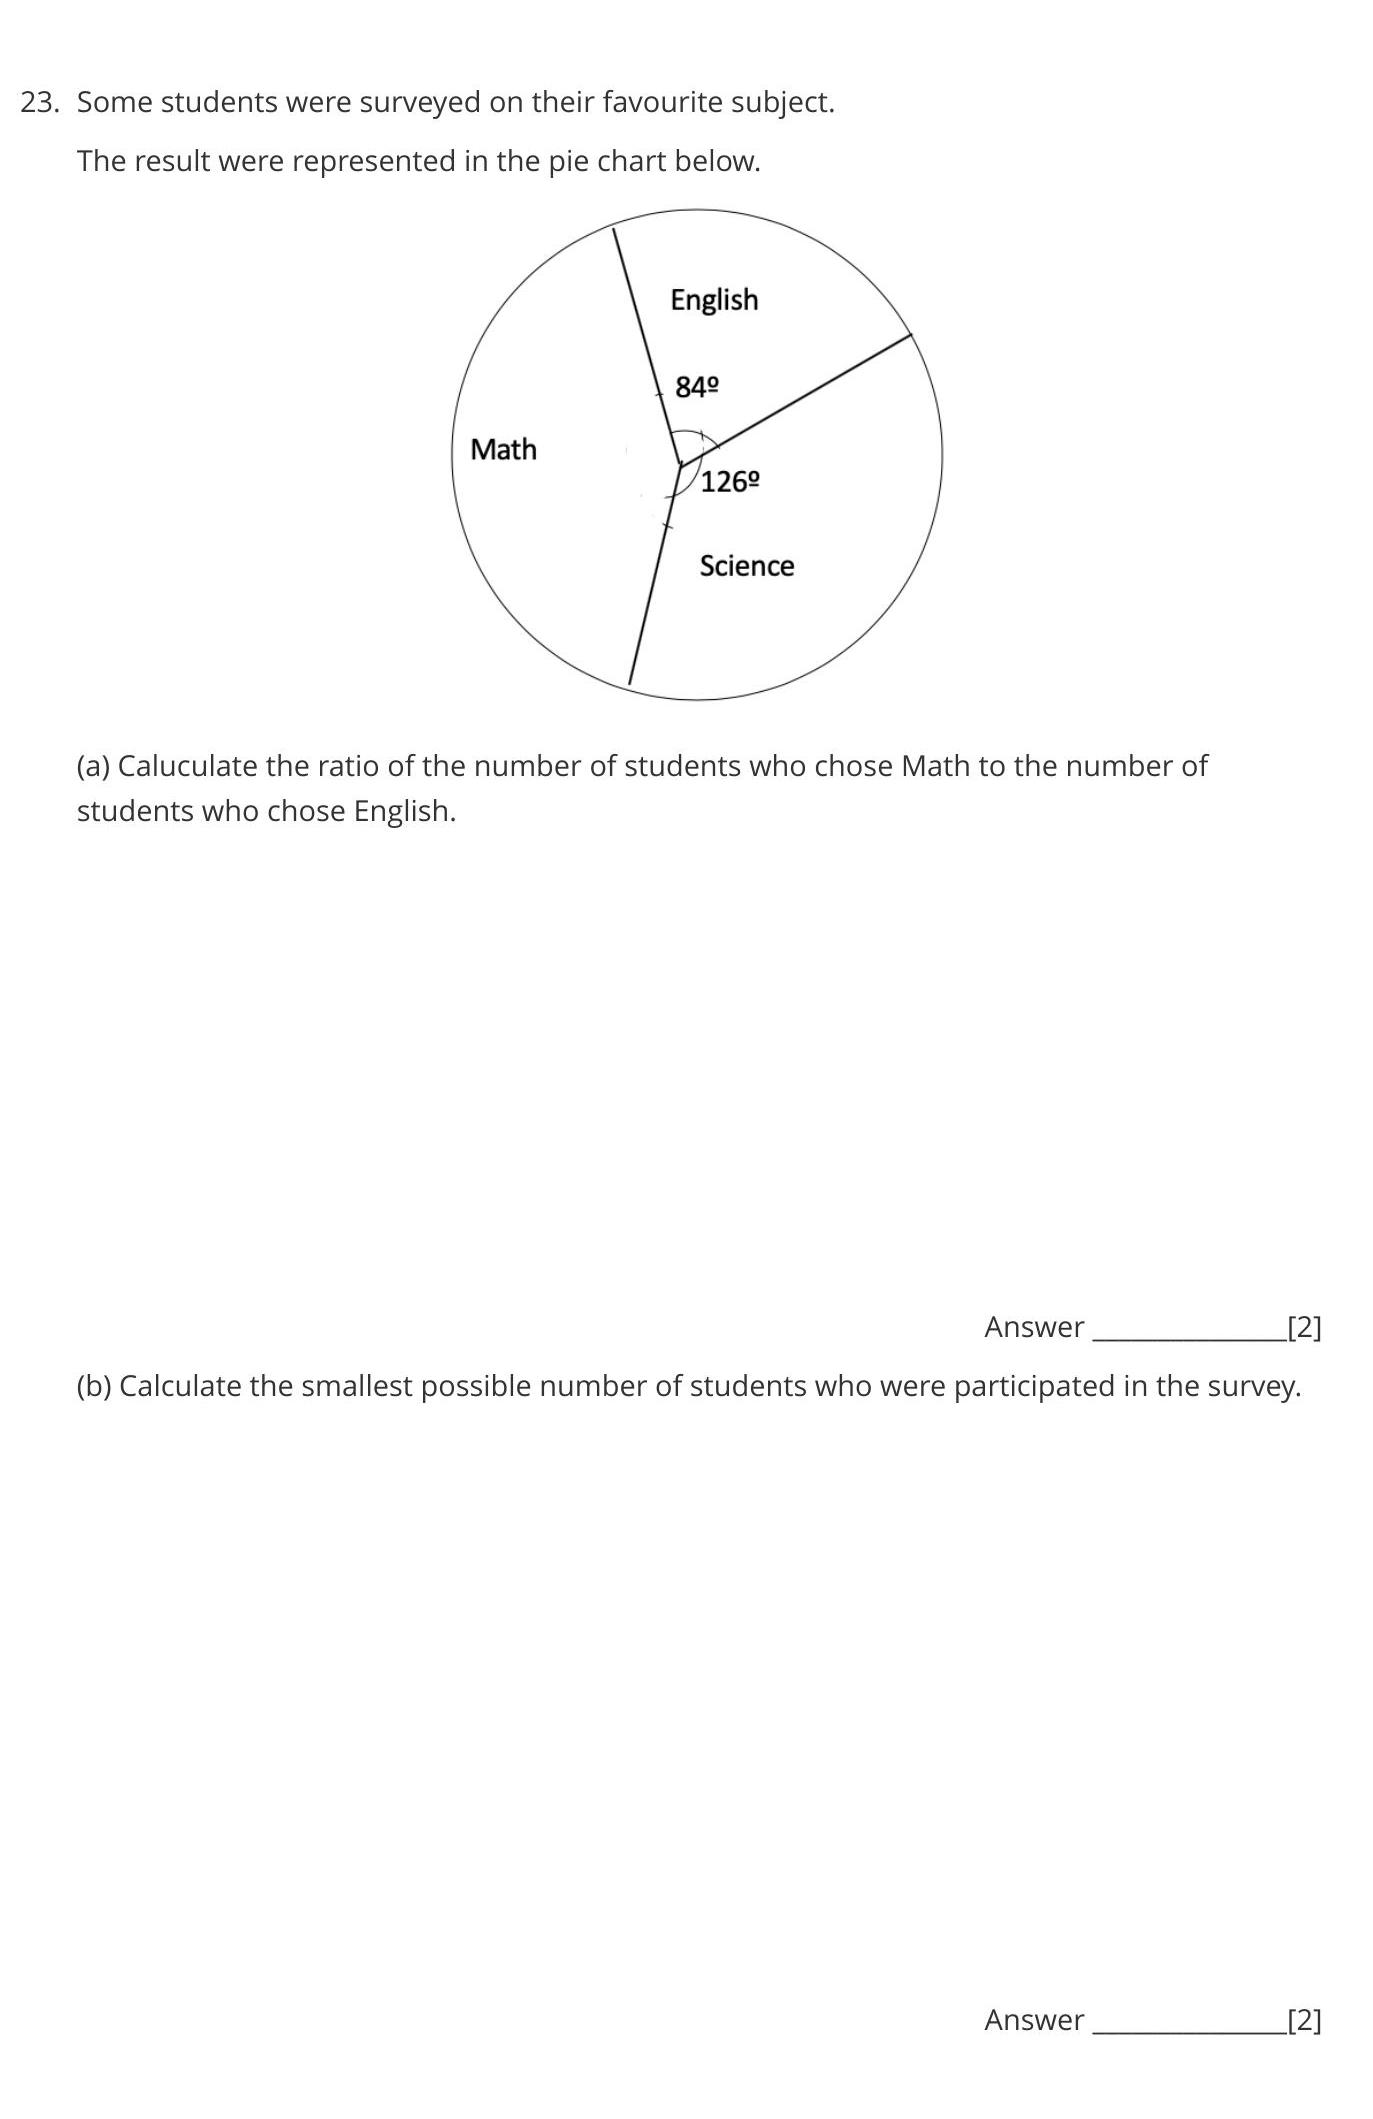 23. Some students were surveyed on their favourite subject.
The result were represented in the pie chart below.
English
84º
Math
126º
Science
(a) Caluculate the ratio of the number of students who chose Math to the number of
students who chose English.
Answer ____________[2]
(b) Calculate the smallest possible number of students who were participated in the survey.
Answer ____________[2]